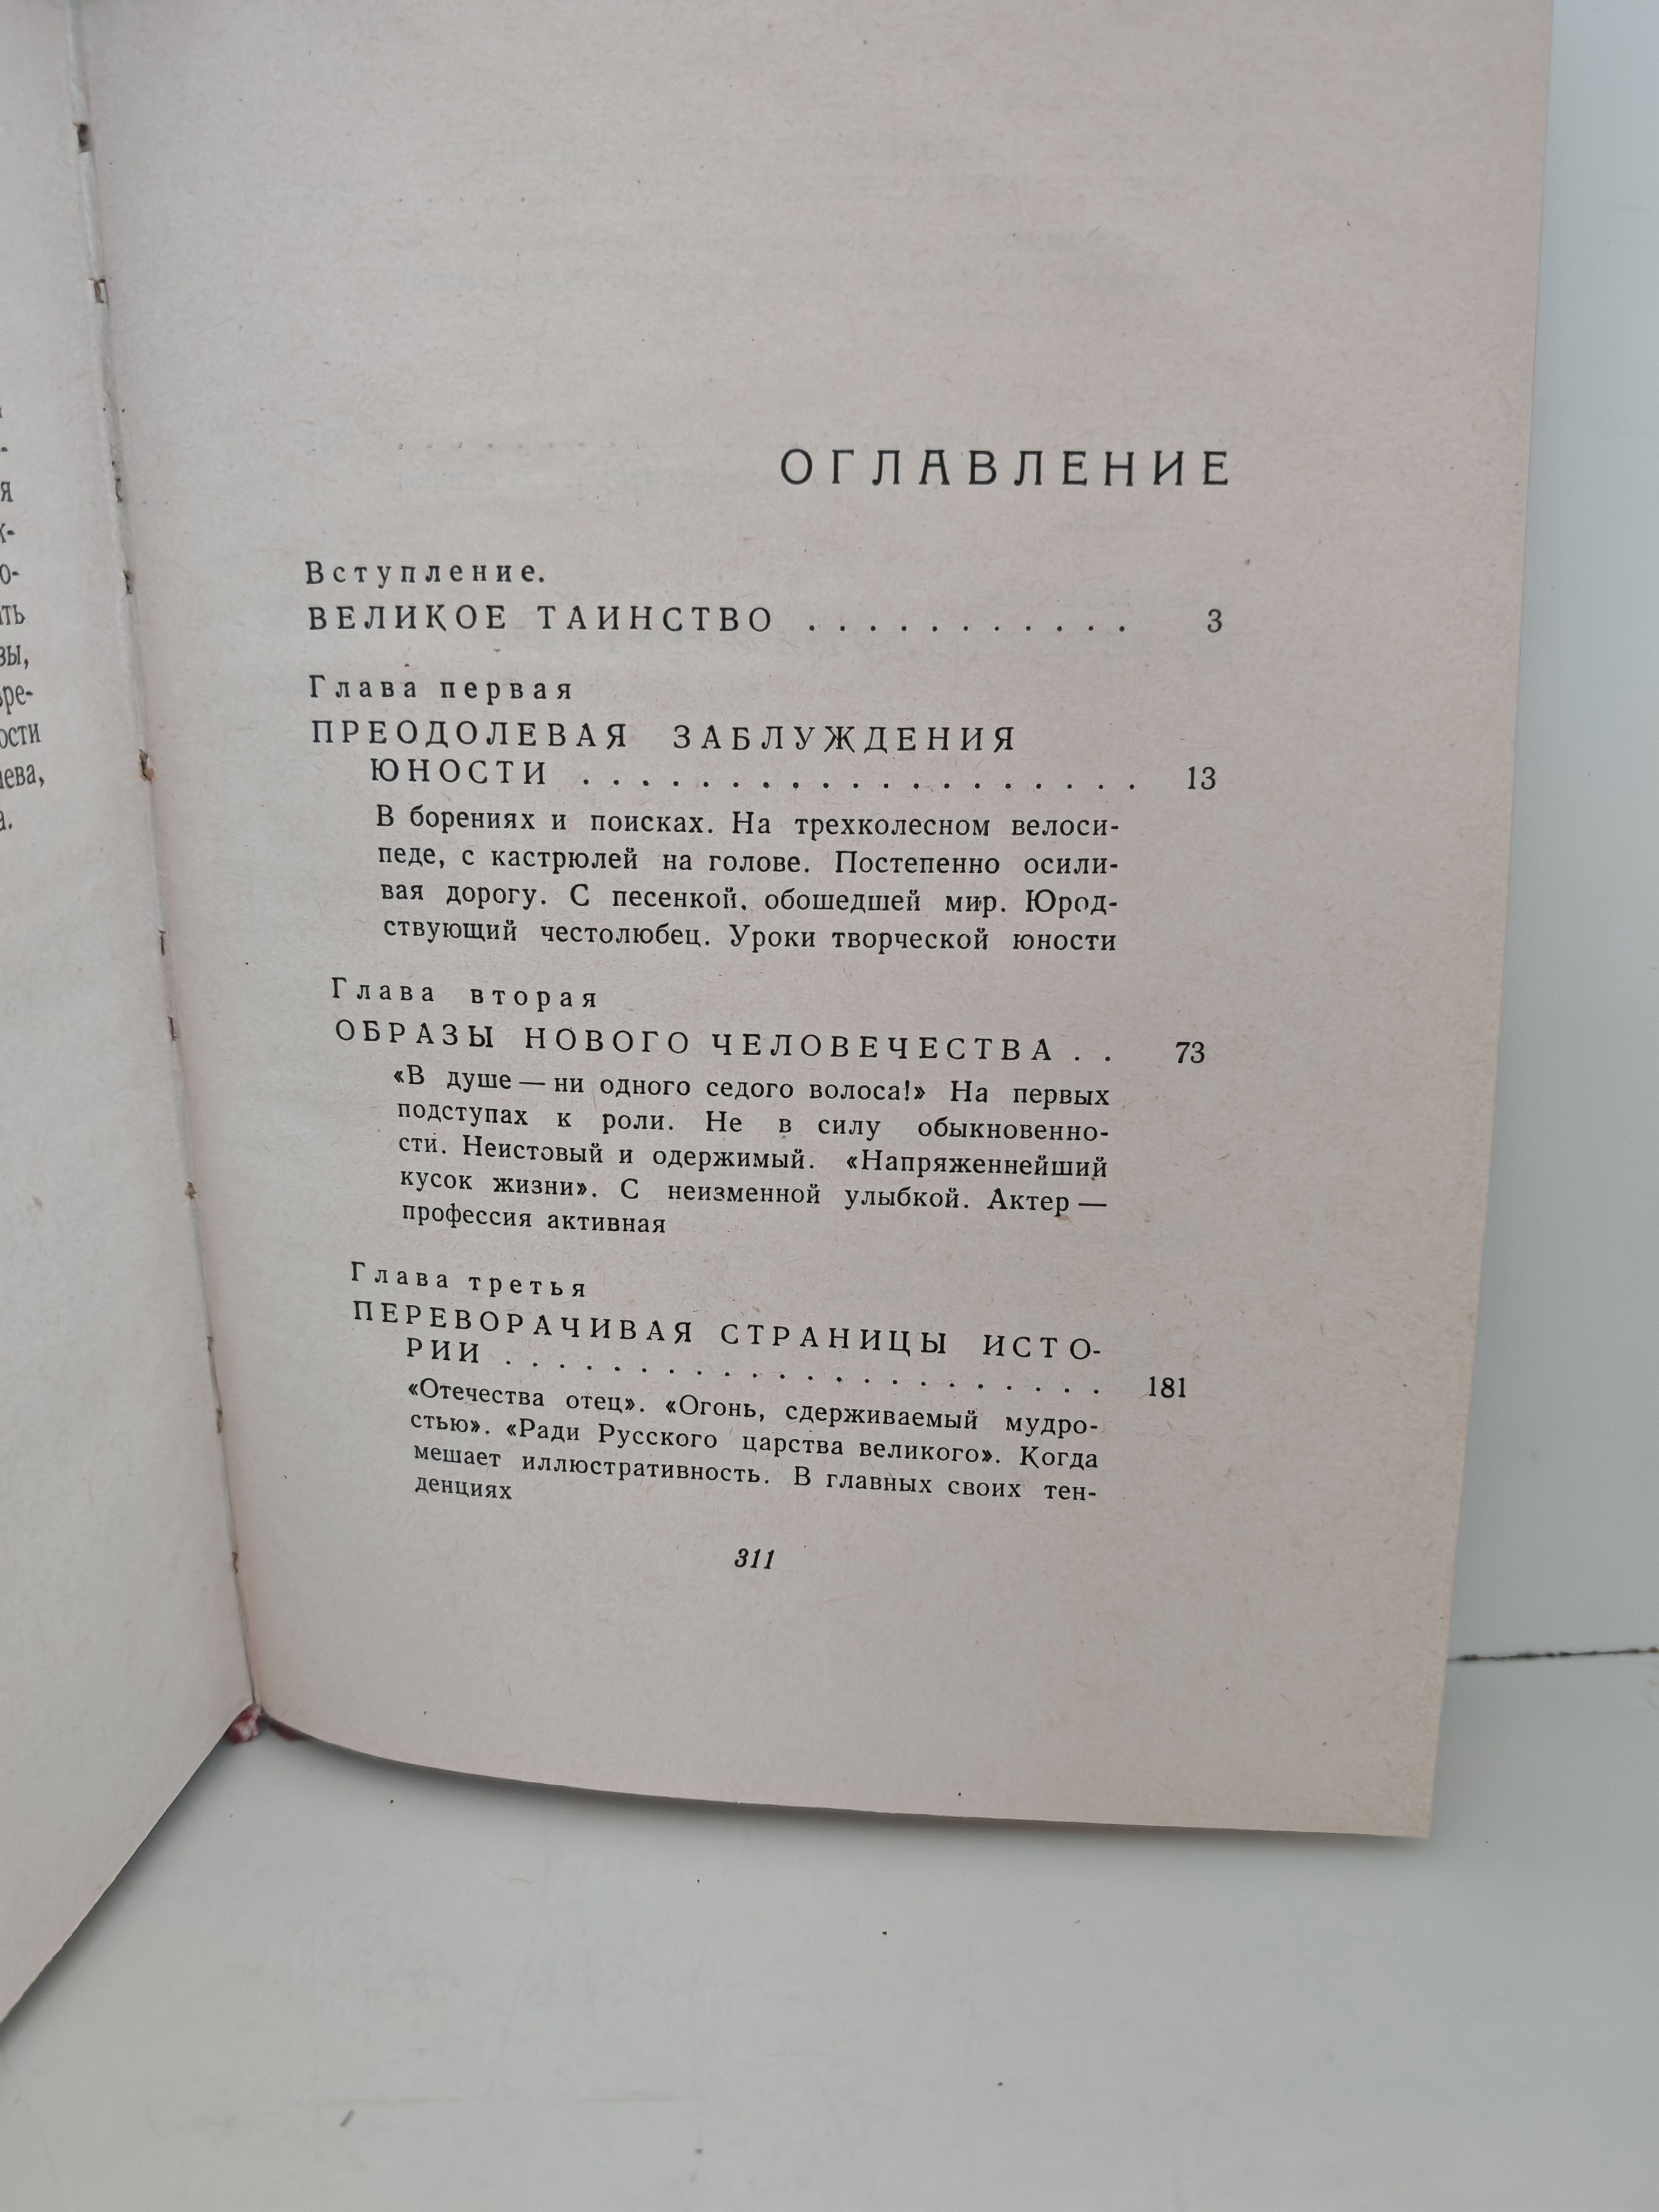 я
к-
о-
ать
зы,
ости
ева,
а.
ОГЛАВЛЕНИЕ
Вступление.
ВЕЛИКОЕ ТАИНСТВО . . . . . . . . . . . 3
Глава первая
ПРЕОДОЛЕВАЯ ЗАБЛУЖДЕНИЯ
ЮНОСТИ . . . . . . . . . . . . . . . . . . . 13
В борениях и поисках. На трехколесном велоси-
педе, с кастрюлей на голове. Постепенно осили-
вая дорогу. С песенкой, обошедшей мир. Юрод-
ствующий честолюбец. Уроки творческой юности
Глава вторая
ОБРАЗЫ НОВОГО ЧЕЛОВЕЧЕСТВА . . 73
«В душе — ни одного седого волоса!» На первых
подступах к роли. Не в силу обыкновенно-
сти. Неистовый и одержимый. «Напряженнейший
кусок жизни». С неизменной улыбкой. Актер —
профессия активная
Глава третья
ПЕРЕВОРАЧИВАЯ СТРАНИЦЫ ИСТО-
РИИ . . . . . . . . . . . . . . . . . . . . . . 181
«Отечества отец». «Огонь, сдерживаемый мудро-
стью». «Ради Русского царства великого». Когда
мешает иллюстративность. В главных своих тен-
денциях
311